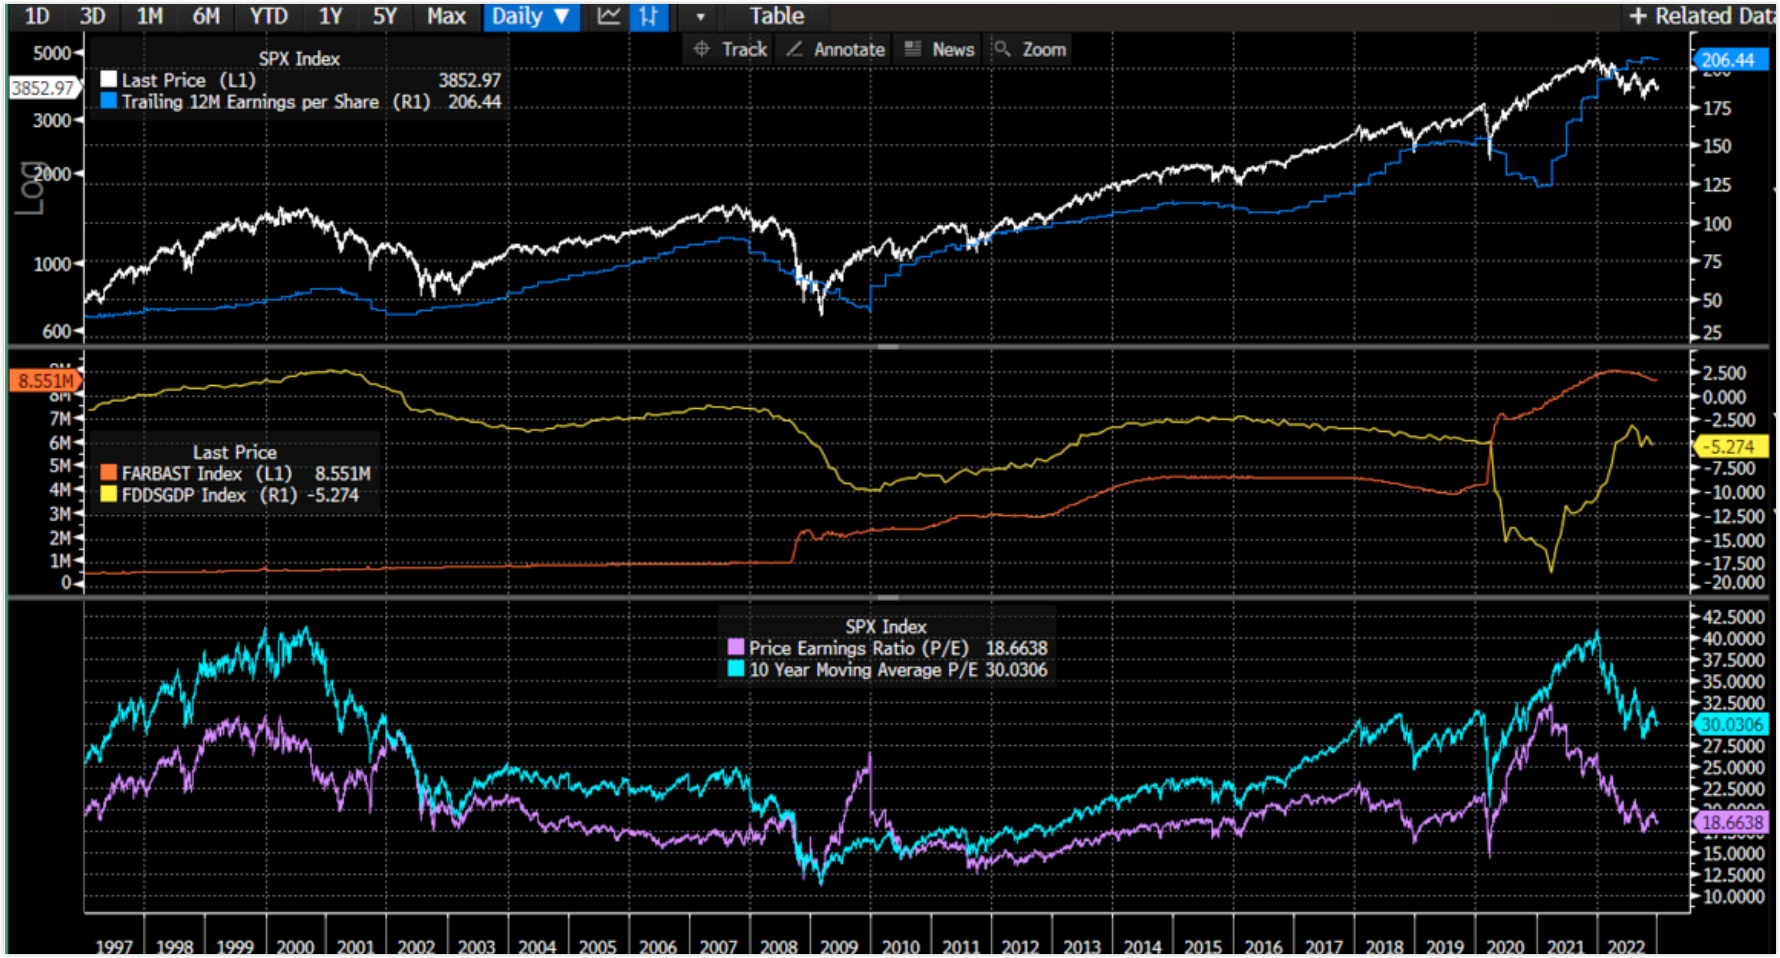 1D 3D 1M 6M YTD 1Y 5Y Max Daily ▼ Table + Related Data
Track Annotate News Zoom
SPX Index
Last Price (L1) 3852.97
Trailing 12M Earnings per Share (R1) 206.44
5000
3852.97
3000
2000
1000
600
Log
206.44
200
175
150
125
100
75
50
25
Last Price
FARBAST Index (L1) 8.551M
FDDSGDP Index (R1) -5.274
9M
8.551M
8M
7M
6M
5M
4M
3M
2M
1M
0
2.500
0.000
-2.500
-5.274
-7.500
-10.000
-12.500
-15.000
-17.500
-20.000
SPX Index
Price Earnings Ratio (P/E) 18.6638
10 Year Moving Average P/E 30.0306
42.5000
40.0000
37.5000
35.0000
32.5000
30.0306
27.5000
25.0000
22.5000
20.0000
18.6638
17.5000
15.0000
12.5000
10.0000
1997 1998 1999 2000 2001 2002 2003 2004 2005 2006 2007 2008 2009 2010 2011 2012 2013 2014 2015 2016 2017 2018 2019 2020 2021 2022